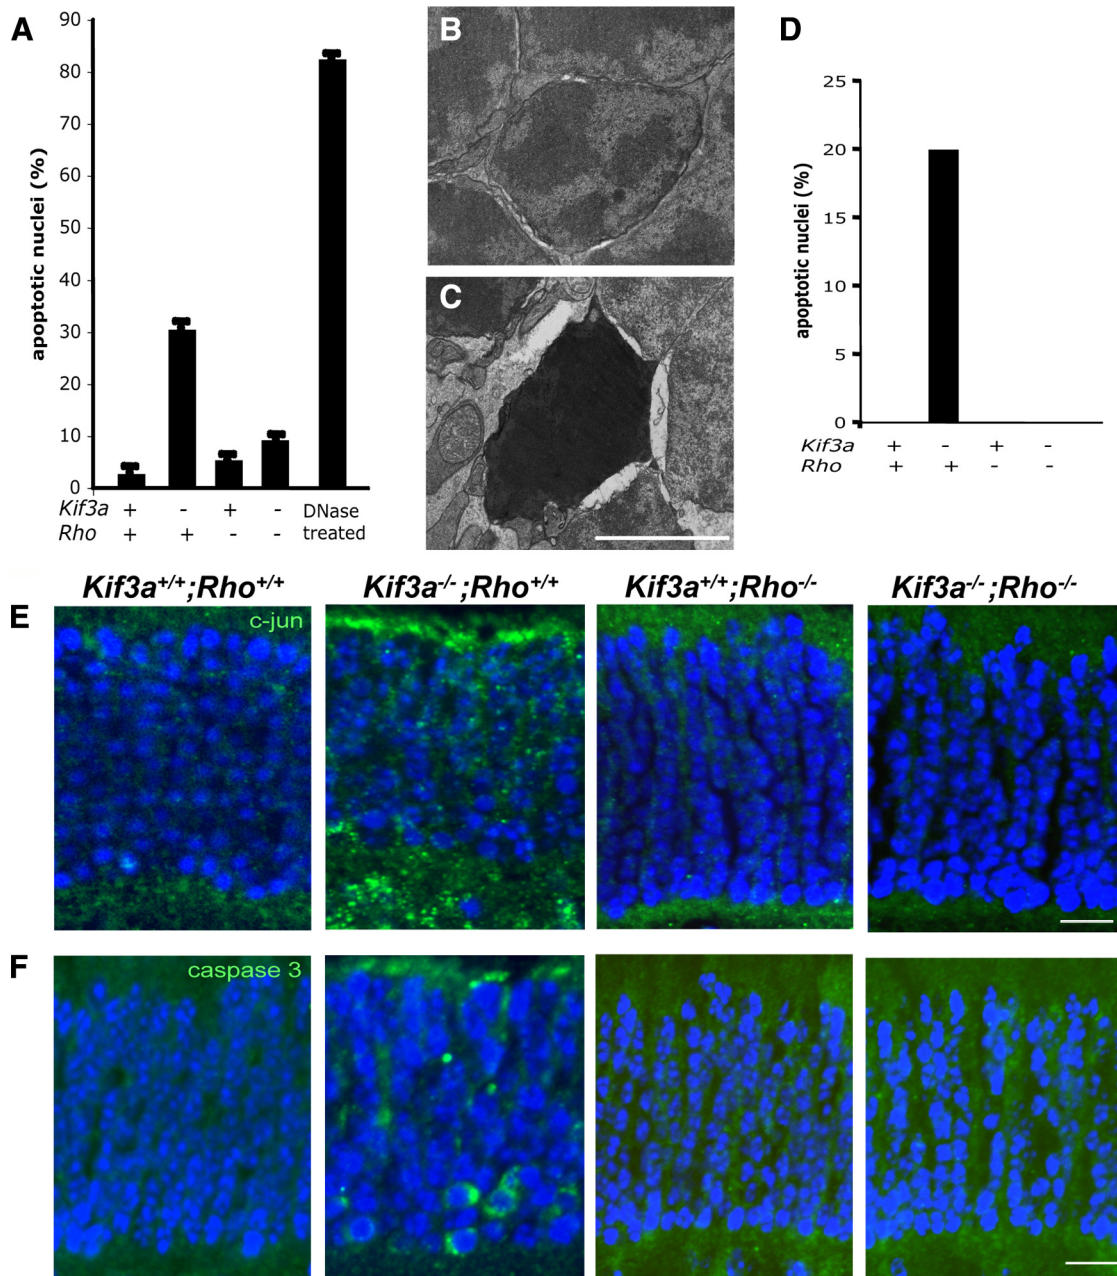 A
apoptotic nuclei (%)
90
80
70
60
50
40
30
20
10
0
Kif3a + - + - DNase
Rho + + - - treated
B
C
D
apoptotic nuclei (%)
25
20
15
10
5
0
Kif3a + - + -
Rho + + - -
Kif3a+/+;Rho+/+ Kif3a-/-;Rho+/+ Kif3a+/+;Rho-/- Kif3a-/-;Rho-/-
E
c-jun
F
caspase 3